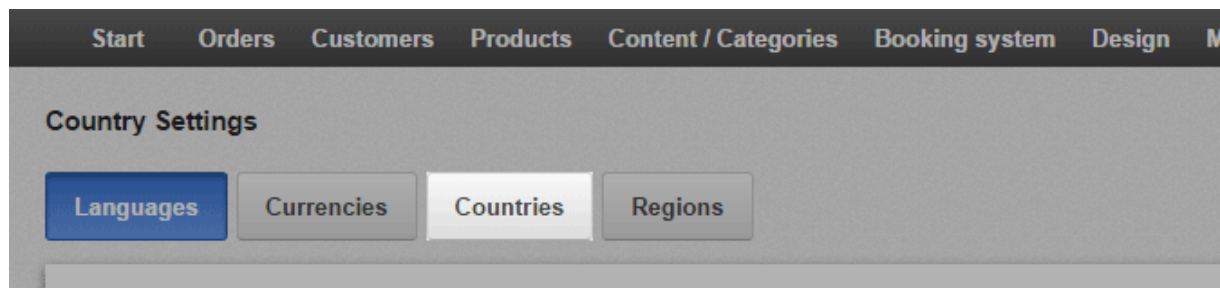 Start Orders Customers Products Content / Categories Booking system Design
Country Settings
Languages Currencies Countries Regions